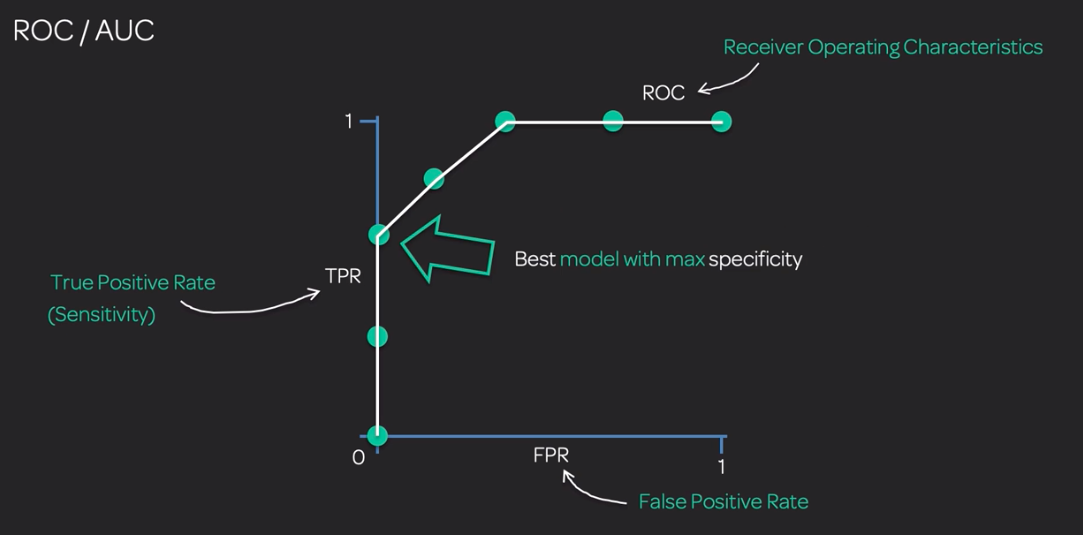 ROC / AUC
Receiver Operating Characteristics
ROC
1
Best model with max specificity
True Positive Rate
(Sensitivity)
TPR
0
FPR
1
False Positive Rate